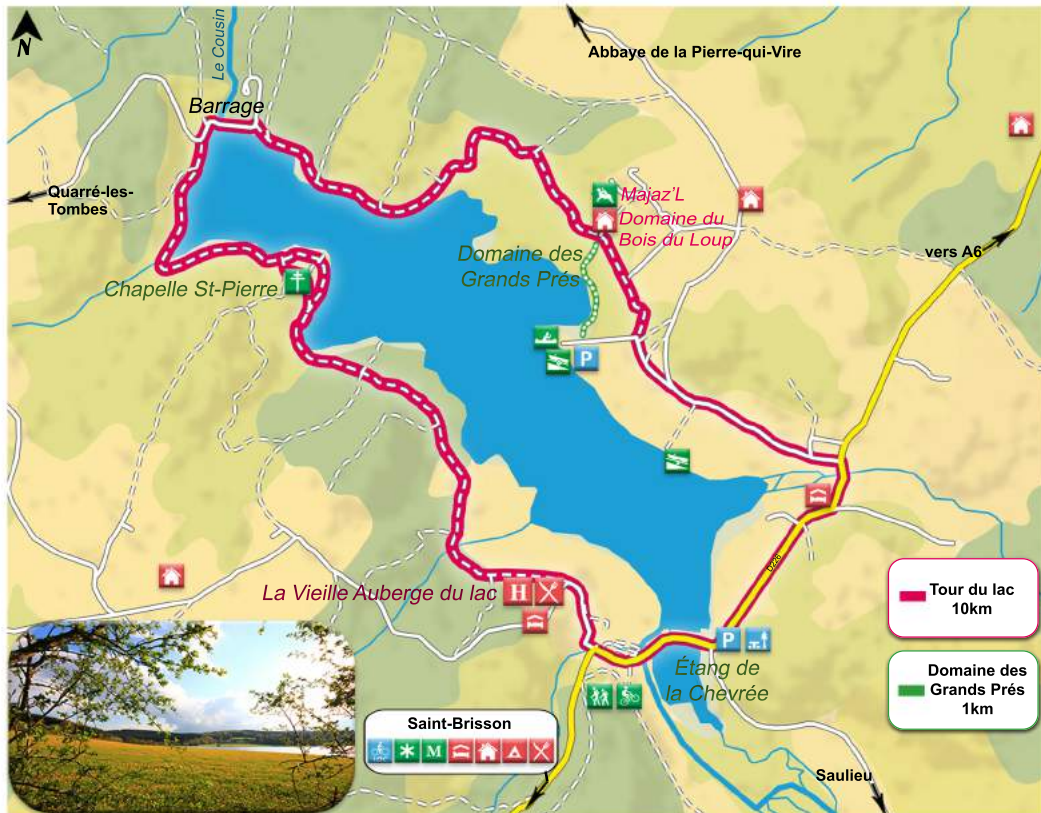 N
Le Cousin
Abbaye de la Pierre-qui-Vire
Barrage
Quarré-les-
Tombes
Majaz'L
Domaine du
Bois du Loup
Domaine des
Grands Prés
vers A6
Chapelle St-Pierre
P
D226
La Vieille Auberge du lac
H
Tour du lac
10km
P
Étang de
la Chevrée
Domaine des
Grands Prés
1km
Saint-Brisson
M
Saulieu